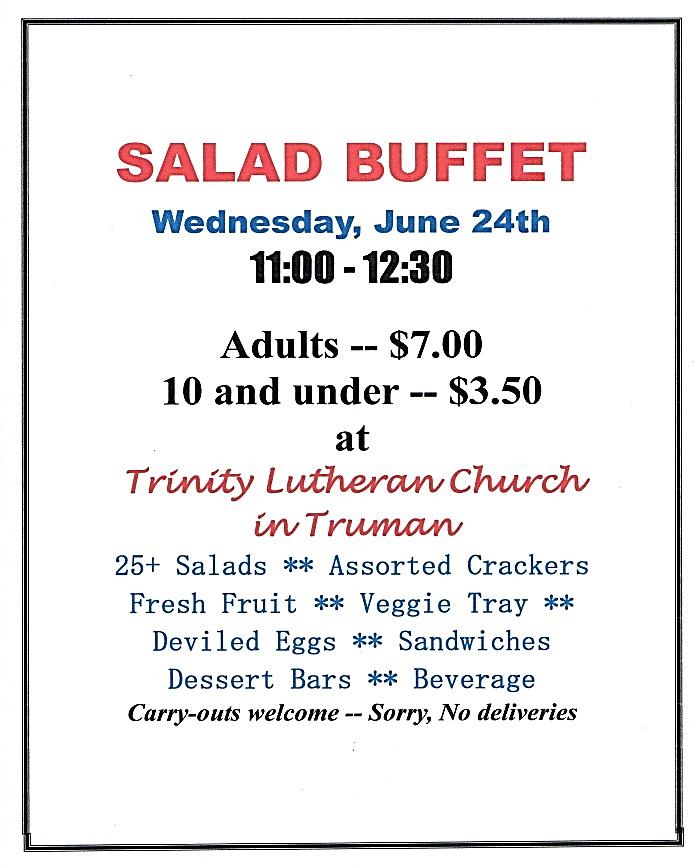 SALAD BUFFET
Wednesday, June 24th
11:00 - 12:30
Adults -- $7.00
10 and under -- $3.50
at
Trinity Lutheran Church
in Truman
25+ Salads ** Assorted Crackers
Fresh Fruit ** Veggie Tray **
Deviled Eggs ** Sandwiches
Dessert Bars ** Beverage
Carry-outs welcome -- Sorry, No deliveries